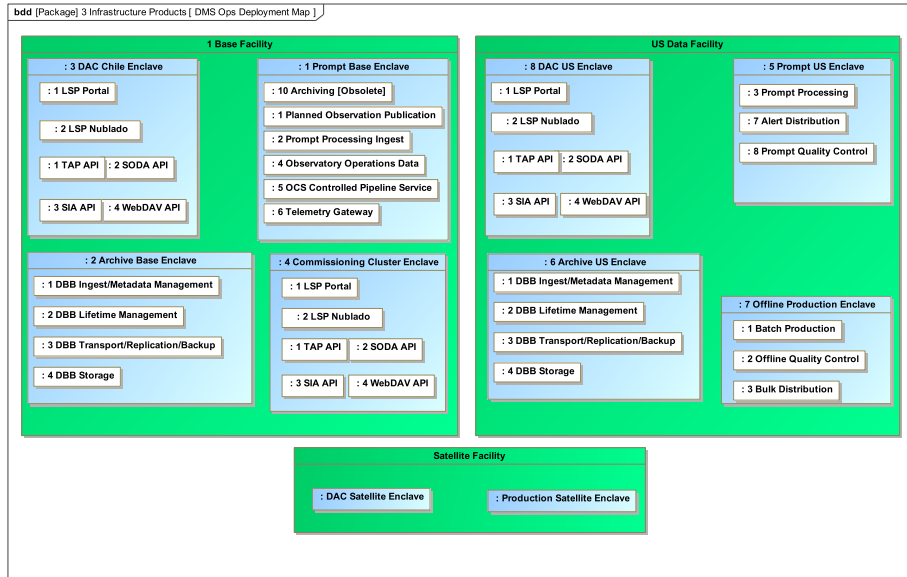 bdd [Package] 3 Infrastructure Products [ DMS Ops Deployment Map ]
1 Base Facility
: 3 DAC Chile Enclave
: 1 LSP Portal
: 2 LSP Nublado
: 1 TAP API
: 2 SODA API
: 3 SIA API
: 4 WebDAV API
: 1 Prompt Base Enclave
: 10 Archiving [Obsolete]
: 1 Planned Observation Publication
: 2 Prompt Processing Ingest
: 4 Observatory Operations Data
: 5 OCS Controlled Pipeline Service
: 6 Telemetry Gateway
: 2 Archive Base Enclave
: 1 DBB Ingest/Metadata Management
: 2 DBB Lifetime Management
: 3 DBB Transport/Replication/Backup
: 4 DBB Storage
: 4 Commissioning Cluster Enclave
: 1 LSP Portal
: 2 LSP Nublado
: 1 TAP API
: 2 SODA API
: 3 SIA API
: 4 WebDAV API
US Data Facility
: 8 DAC US Enclave
: 1 LSP Portal
: 2 LSP Nublado
: 1 TAP API
: 2 SODA API
: 3 SIA API
: 4 WebDAV API
: 5 Prompt US Enclave
: 3 Prompt Processing
: 7 Alert Distribution
: 8 Prompt Quality Control
: 6 Archive US Enclave
: 1 DBB Ingest/Metadata Management
: 2 DBB Lifetime Management
: 3 DBB Transport/Replication/Backup
: 4 DBB Storage
: 7 Offline Production Enclave
: 1 Batch Production
: 2 Offline Quality Control
: 3 Bulk Distribution
Satellite Facility
: DAC Satellite Enclave
: Production Satellite Enclave